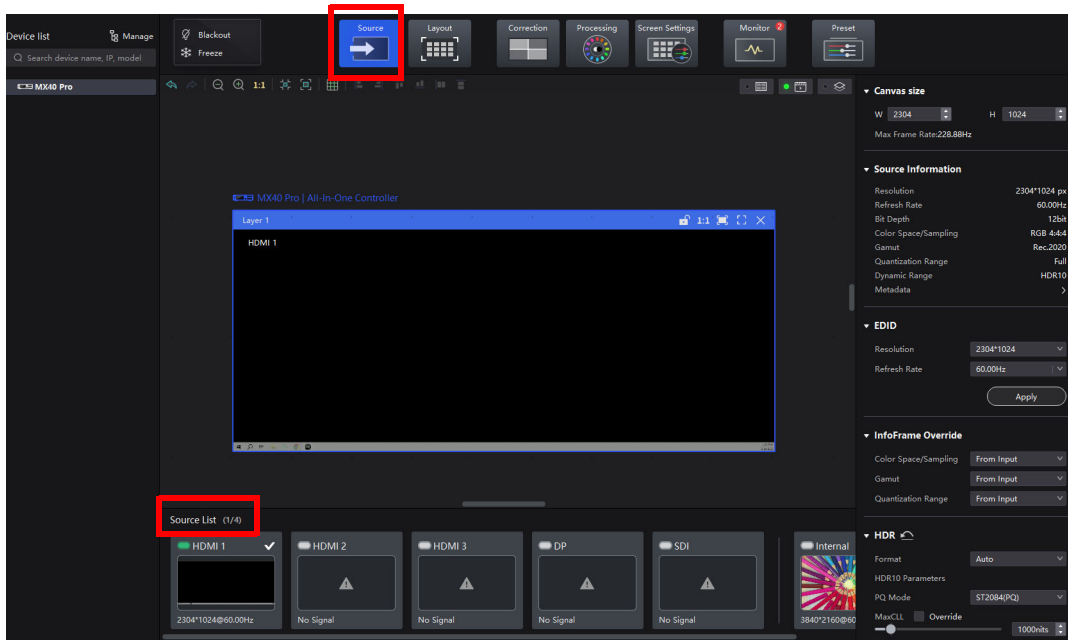 Device list
Manage
Search device name, IP, model
MX40 Pro
Blackout
Freeze
Source
Layout
Correction
Processing
Screen Settings
Monitor 2
Preset
1:1
MX40 Pro | All-In-One Controller
Layer 1
1:1
HDMI 1
Source List (1/4)
HDMI 1
2304*1024@60.00Hz
HDMI 2
No Signal
HDMI 3
No Signal
DP
No Signal
SDI
No Signal
Internal
3840*2160@60
Canvas size
W 2304 H 1024
Max Frame Rate:228.88Hz
Source Information
Resolution 2304*1024 px
Refresh Rate 60.00Hz
Bit Depth 12bit
Color Space/Sampling RGB 4:4:4
Gamut Rec.2020
Quantization Range Full
Dynamic Range HDR10
Metadata
EDID
Resolution 2304*1024
Refresh Rate 60.00Hz
Apply
InfoFrame Override
Color Space/Sampling From Input
Gamut From Input
Quantization Range From Input
HDR
Format Auto
HDR10 Parameters
PQ Mode ST2084(PQ)
MaxCLL Override
1000nits